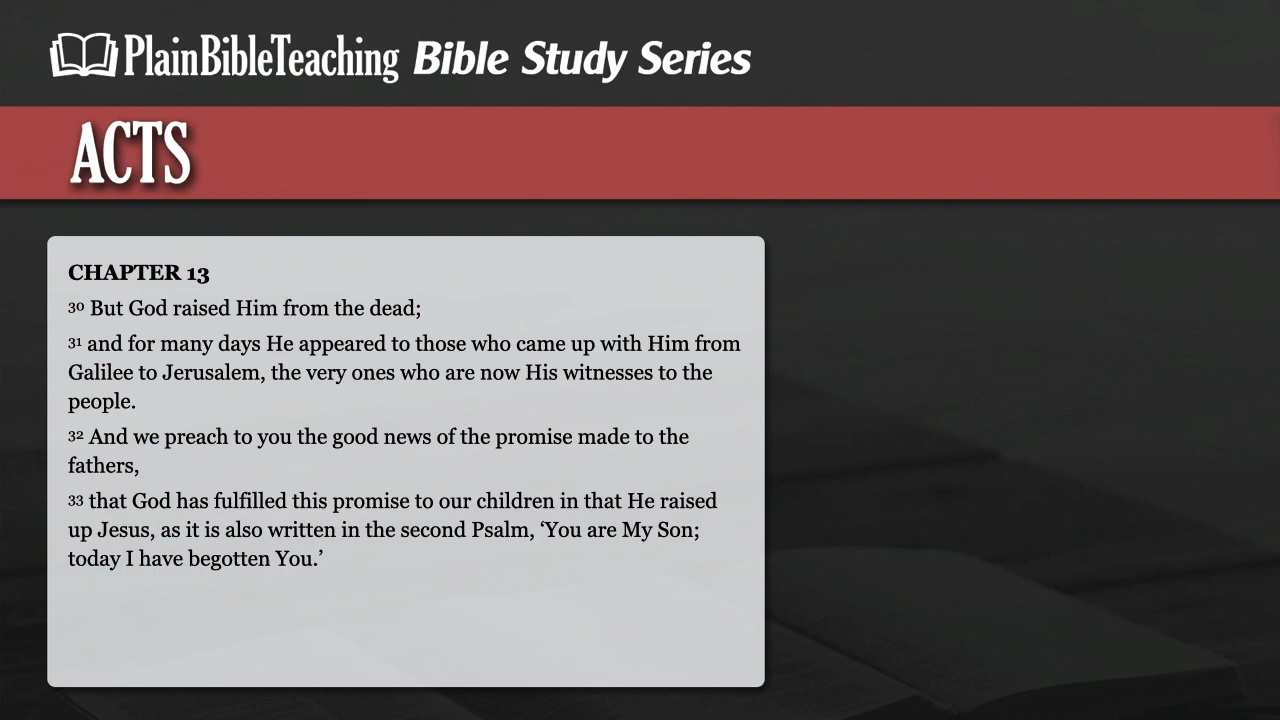 PlainBibleTeaching Bible Study Series
ACTS
CHAPTER 13
30 But God raised Him from the dead;
31 and for many days He appeared to those who came up with Him from
Galilee to Jerusalem, the very ones who are now His witnesses to the
people.
32 And we preach to you the good news of the promise made to the
fathers,
33 that God has fulfilled this promise to our children in that He raised
up Jesus, as it is also written in the second Psalm, ‘You are My Son;
today I have begotten You.’